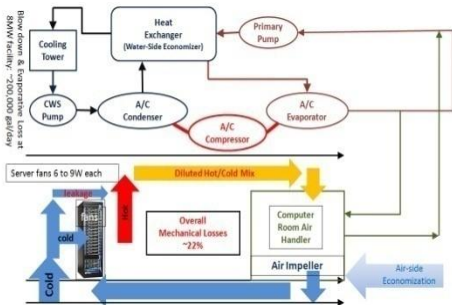 Blow down & Evaporative Loss at
8MW facility: ~200,000 gal/day
Cooling
Tower
Heat
Exchanger
(Water-Side Economizer)
Primary
Pump
CWS
Pump
A/C
Condenser
A/C
Compressor
A/C
Evaporator
Server fans 6 to 9W each
leakage
fans
cold
Cold
Hot
Diluted Hot/Cold Mix
Overall
Mechanical Losses
~22%
Computer
Room Air
Handler
Air Impeller
Air-side
Economization